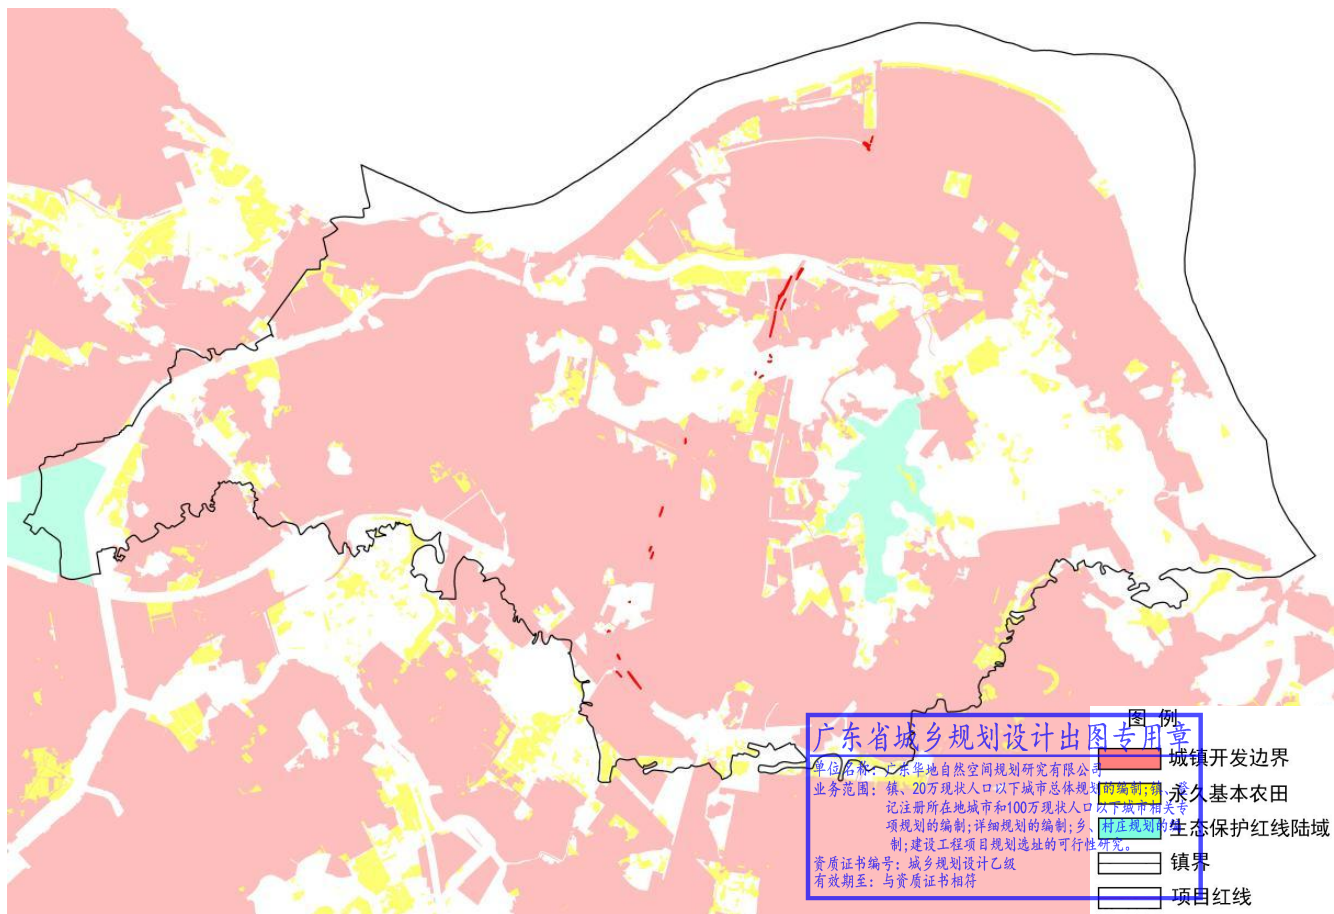 图 例
广东省城乡规划设计出图专用章
城镇开发边界
单位名称：广东华地自然空间规划研究有限公司
业务范围：镇、20万现状人口以下城市总体规划的编制；镇、登
永久基本农田
记注册所在地城市和100万现状人口以下城市相关专
项规划的编制；详细规划的编制；乡、村庄规划的编
生态保护红线陆域
制；建设工程项目规划选址的可行性研究。
资质证书编号：城乡规划设计乙级
镇界
有效期至：与资质证书相符
项目红线